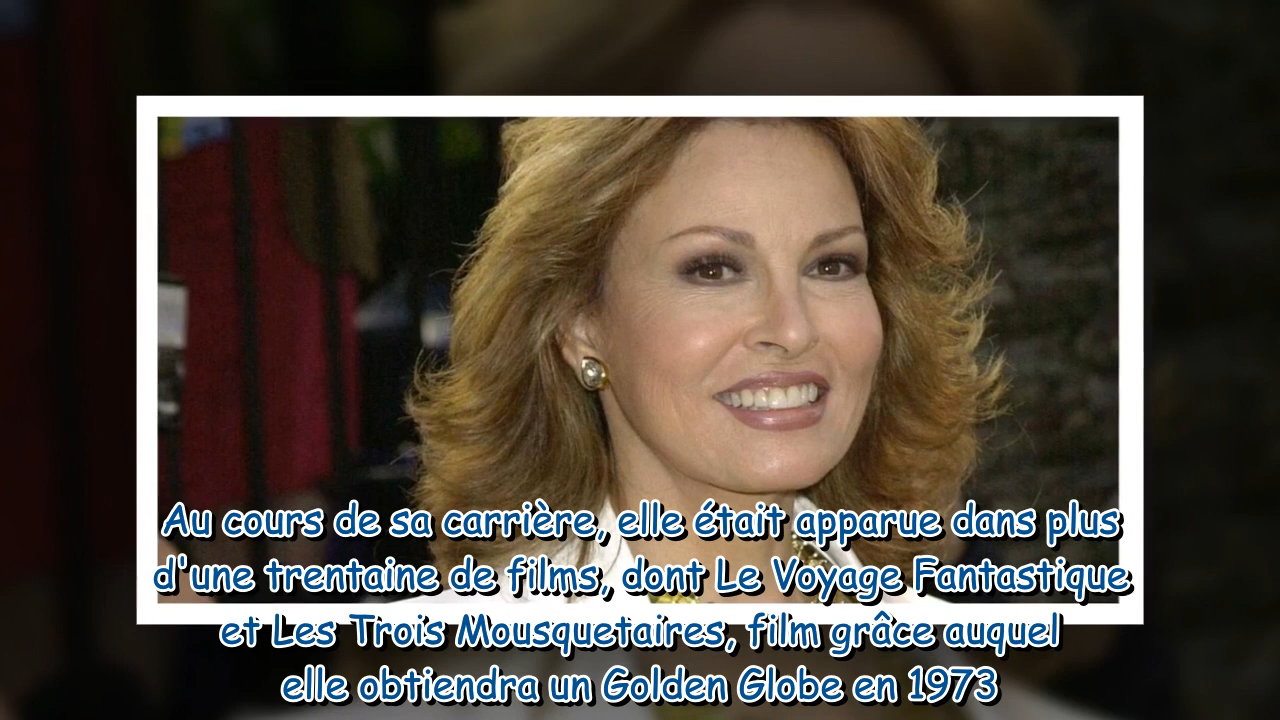 Au cours de sa carrière, elle était apparue dans plus
d'une trentaine de films, dont Le Voyage Fantastique
et Les Trois Mousquetaires, film grâce auquel
elle obtiendra un Golden Globe en 1973